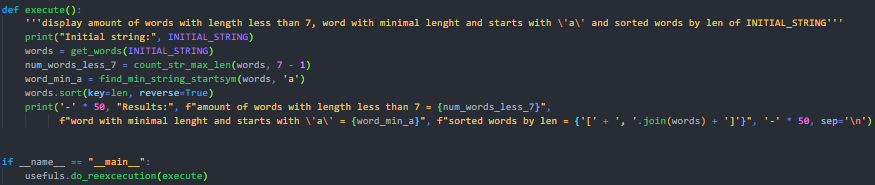 def execute():
'''display amount of words with length less than 7, word with minimal lenght and starts with \'a\' and sorted words by len of INITIAL_STRING'''
print("Initial string:", INITIAL_STRING)
words = get_words(INITIAL_STRING)
num_words_less_7 = count_str_max_len(words, 7 - 1)
word_min_a = find_min_string_startsym(words, 'a')
words.sort(key=len, reverse=True)
print('-' * 50, "Results:", f"amount of words with length less than 7 = {num_words_less_7}",
f"word with minimal lenght and starts with \'a\' = {word_min_a}", f"sorted words by len = {'[' + ', '.join(words) + ']'}", '-' * 50, sep='\n')
if __name__ == "__main__":
usefuls.do_reexcecution(execute)